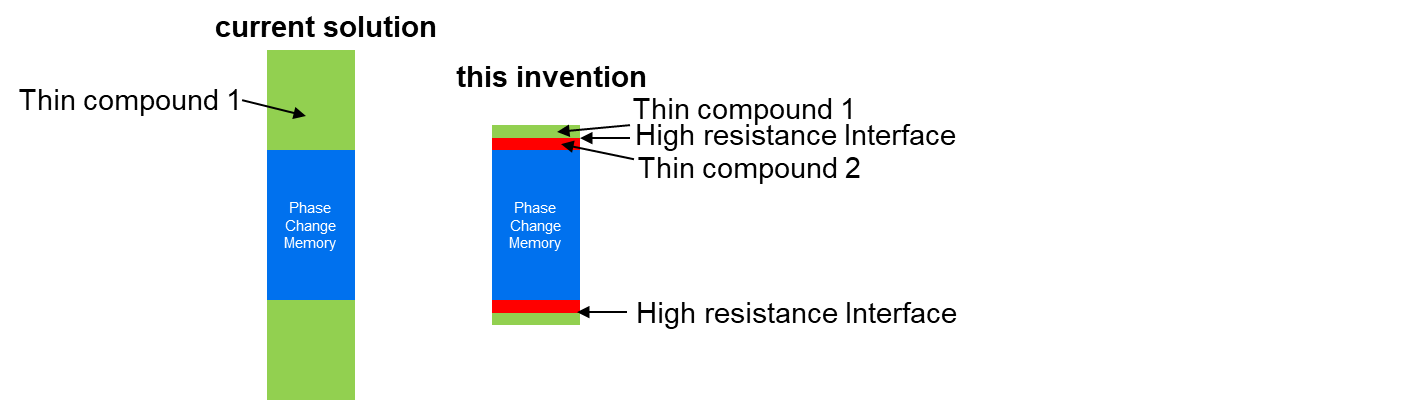 current solution
this invention
Thin compound 1
Thin compound 1
High resistance Interface
Thin compound 2
Phase
Change
Memory
Phase
Change
Memory
High resistance Interface